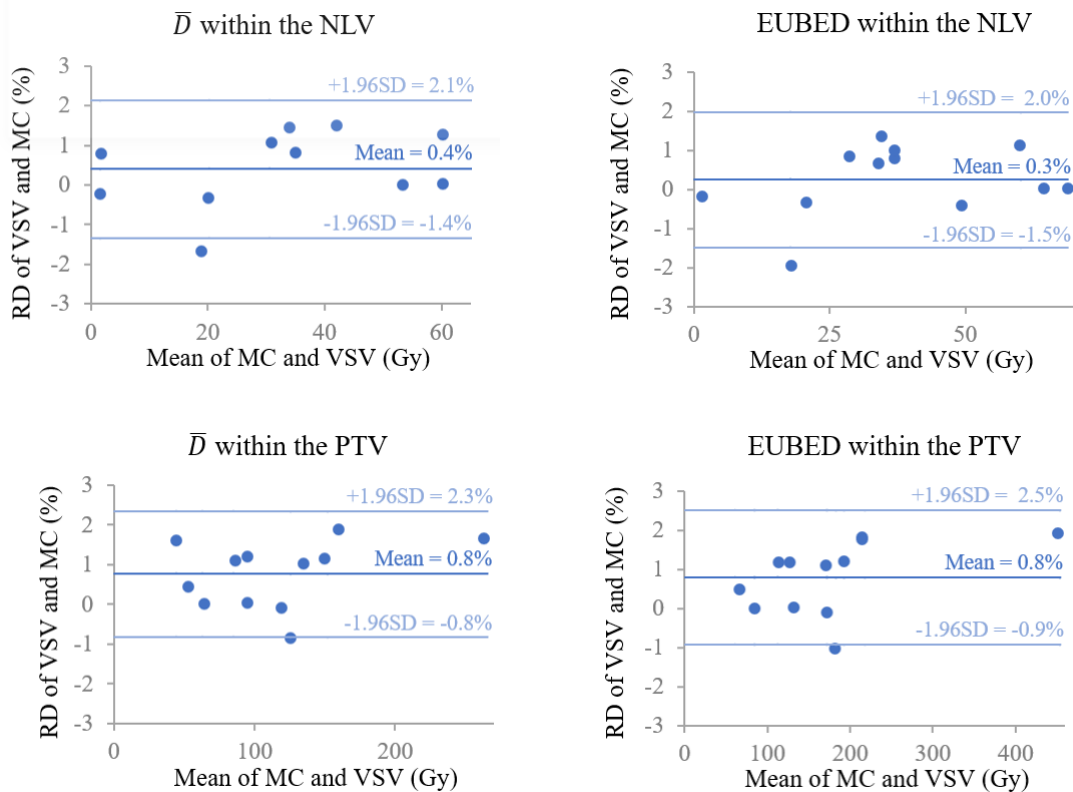 D̅ within the NLV
RD of VSV and MC (%)
3
2
1
0
-1
-2
-3
+1.96SD = 2.1%
Mean = 0.4%
-1.96SD = -1.4%
0 20 40 60
Mean of MC and VSV (Gy)
EUBED within the NLV
RD of VSV and MC (%)
3
2
1
0
-1
-2
-3
+1.96SD = 2.0%
Mean = 0.3%
-1.96SD = -1.5%
0 25 50
Mean of MC and VSV (Gy)
D̅ within the PTV
RD of VSV and MC (%)
3
2
1
0
-1
-2
-3
+1.96SD = 2.3%
Mean = 0.8%
-1.96SD = -0.8%
0 100 200
Mean of MC and VSV (Gy)
EUBED within the PTV
RD of VSV and MC (%)
3
2
1
0
-1
-2
-3
+1.96SD = 2.5%
Mean = 0.8%
-1.96SD = -0.9%
0 100 200 300 400
Mean of MC and VSV (Gy)